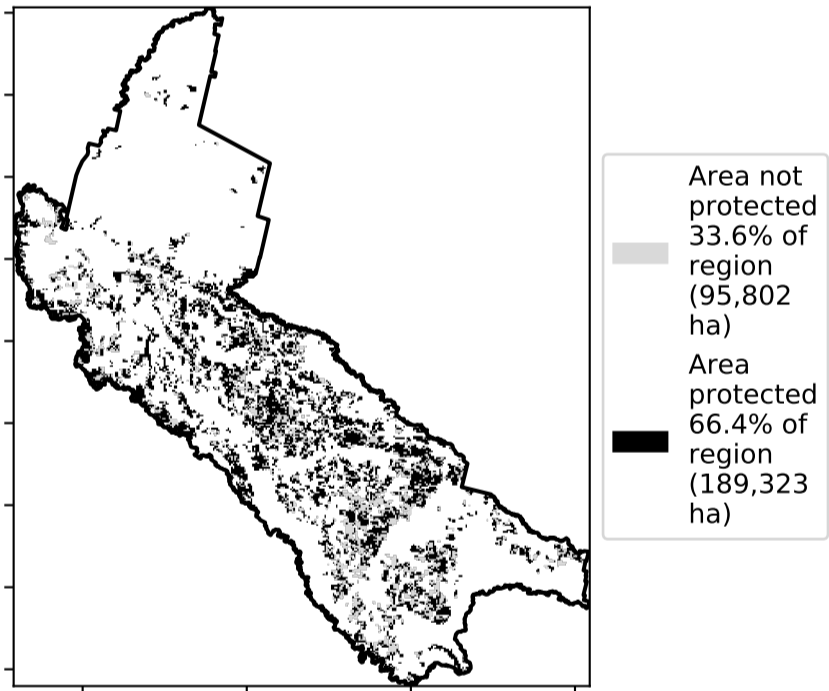 Area not
protected
33.6% of
region
(95,802
ha)
Area
protected
66.4% of
region
(189,323
ha)